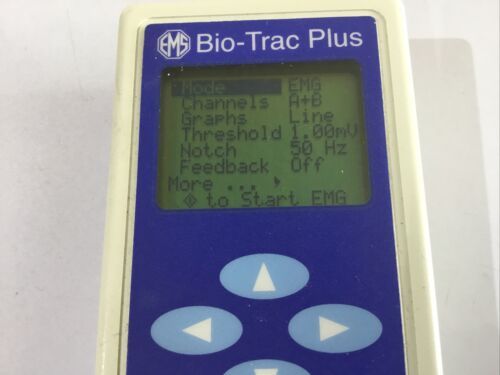 EMS Bio-Trac Plus
Mode EMG
Channels A+B
Graphs Line
Threshold 1.00mV
Notch 50 Hz
Feedback Off
More ...
to Start EMG